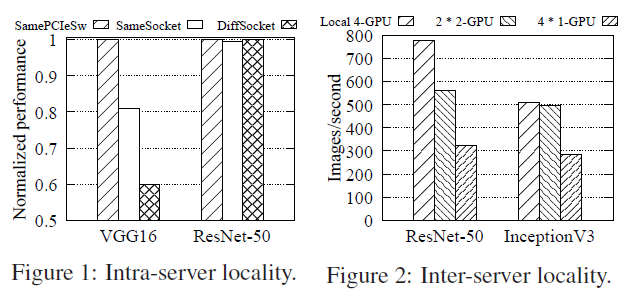 SamePCIeSw SameSocket DiffSocket
Normalized performance
1
0.9
0.8
0.7
0.6
0.5
VGG16 ResNet-50
Figure 1: Intra-server locality.
Local 4-GPU 2 * 2-GPU 4 * 1-GPU
Images/second
800
700
600
500
400
300
200
100
0
ResNet-50 InceptionV3
Figure 2: Inter-server locality.